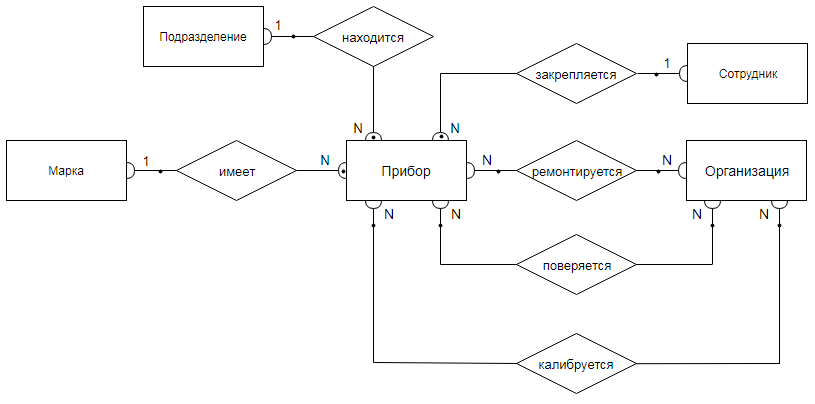 Подразделение
1
находится
закрепляется
1
Сотрудник
N
N
Марка
1
имеет
N
Прибор
N
ремонтируется
N
Организация
N
N
N
N
поверяется
калибруется